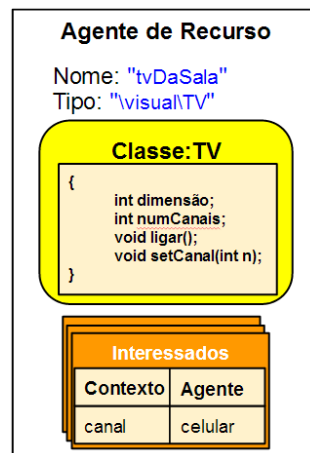 Agente de Recurso
Nome: "tvDaSala"
Tipo: "\visual\TV"
Classe:TV
{
int dimensão;
int numCanais;
void ligar();
void setCanal(int n);
}
Interessados
Contexto Agente
canal celular